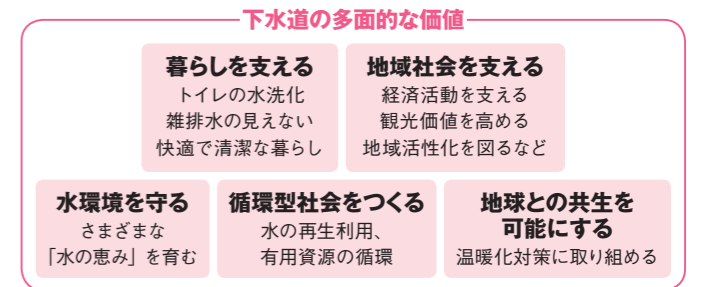 下水道の多面的な価値
暮らしを支える
トイレの水洗化
雑排水の見えない
快適で清潔な暮らし
地域社会を支える
経済活動を支える
観光価値を高める
地域活性化を図るなど
水環境を守る
さまざまな
「水の恵み」を育む
循環型社会をつくる
水の再生利用、
有用資源の循環
地球との共生を
可能にする
温暖化対策に取り組める